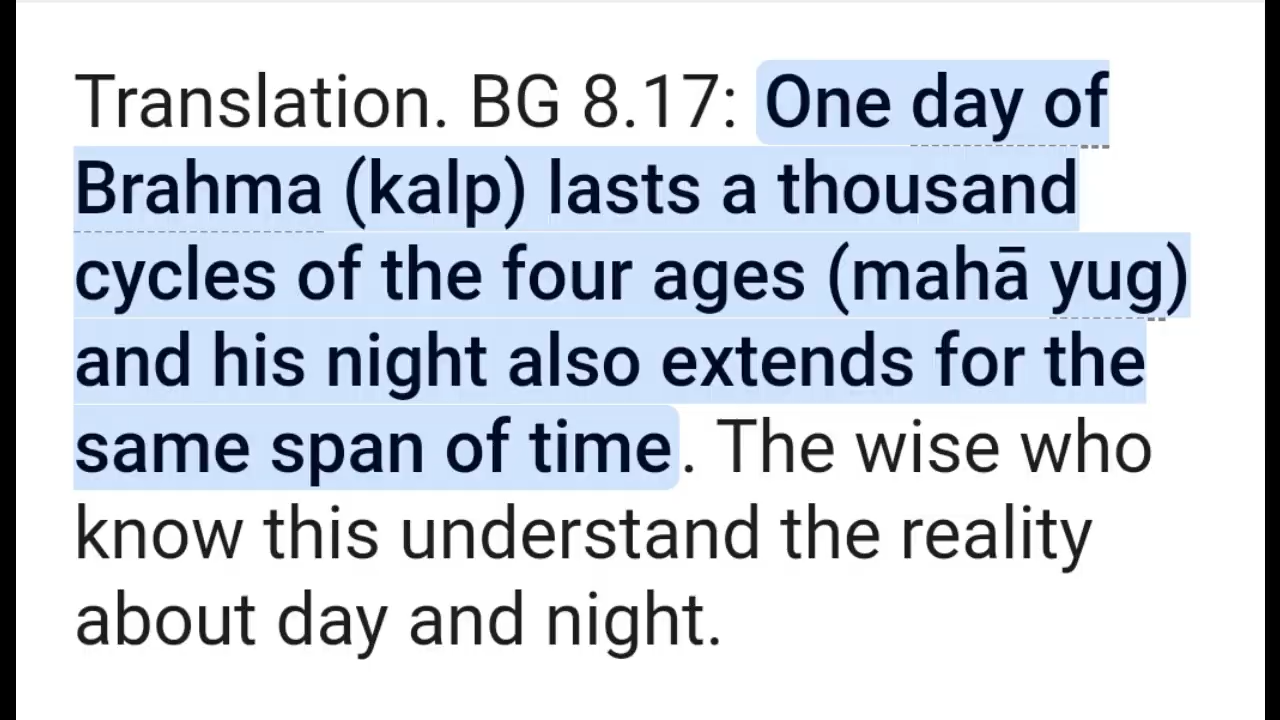 Translation. BG 8.17: One day of
Brahma (kalp) lasts a thousand
cycles of the four ages (mahā yug)
and his night also extends for the
same span of time. The wise who
know this understand the reality
about day and night.